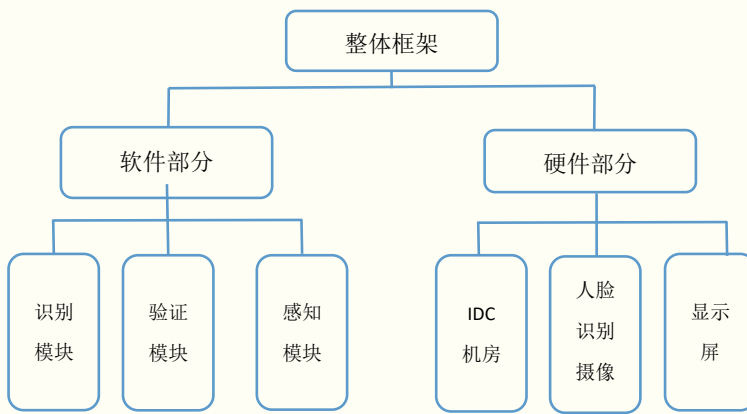 整体框架
软件部分
硬件部分
识别
模块
验证
模块
感知
模块
IDC
机房
人脸
识别
摄像
显示
屏